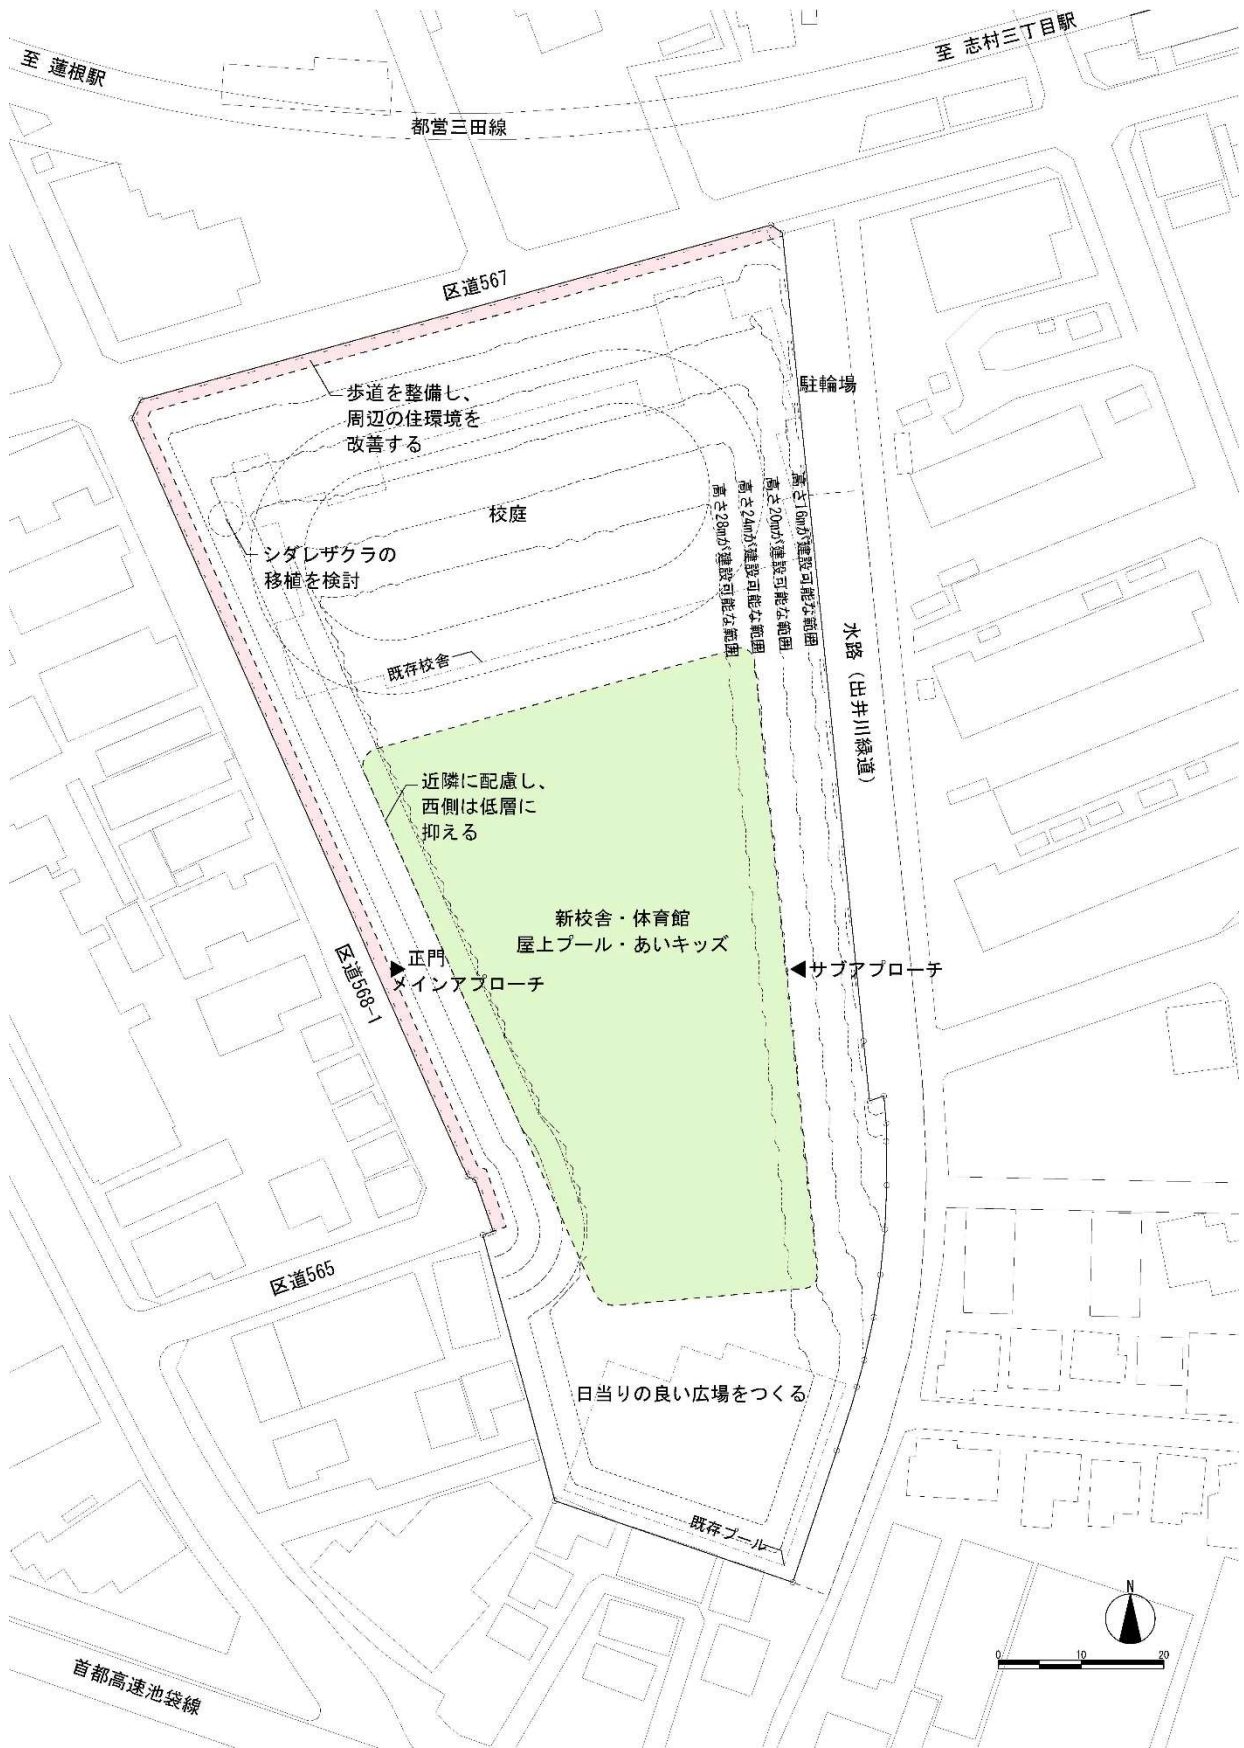 至 蓮根駅
至 志村三丁目駅
都営三田線
区道567
歩道を整備し、
周辺の住環境を
改善する
駐輪場
校庭
シダレザクラの
移植を検討
高さ28mが建設可能な範囲
高さ24mが建設可能な範囲
高さ20mが建設可能な範囲
高さ16mが建設可能な範囲
既存校舎
水路（出井川緑道）
近隣に配慮し、
西側は低層に
抑える
新校舎・体育館
屋上プール・あいキッズ
正門
メインアプローチ
サブアプローチ
区道568-1
区道565
日当りの良い広場をつくる
既存プール
首都高速池袋線
N
0 10 20